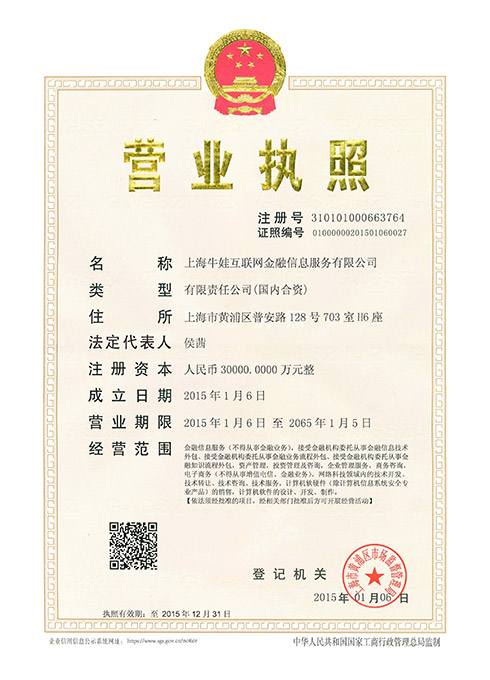 营业执照
注册号 310101000663764
证照编号 01000000201501060027
名称 上海牛娃互联网金融信息服务有限公司
类型 有限责任公司(国内合资)
住所 上海市黄浦区普安路128号703室H6座
法定代表人 侯茜
注册资本 人民币30000.0000万元整
成立日期 2015年1月6日
营业期限 2015年1月6日 至 2065年1月5日
经营范围 金融信息服务(不得从事金融业务),接受金融机构委托从事金融信息技术
外包,接受金融机构委托从事金融业务流程外包,接受金融机构委托从事金
融知识流程外包,资产管理,投资管理及咨询,企业管理服务,商务咨询,
电子商务(不得从事增值电信、金融业务),网络科技领域内的技术开发、
技术转让、技术咨询、技术服务,计算机软硬件(除计算机信息系统安全专
业产品)的销售,计算机软件的设计、开发、制作。
【依法须经批准的项目,经相关部门批准后方可开展经营活动】
上海市黄浦区市场监督管理局
登记机关
2015年01月06日
执照有效期: 至 2015年12月31日
企业信用信息公示系统网址:
中华人民共和国国家工商行政管理总局监制